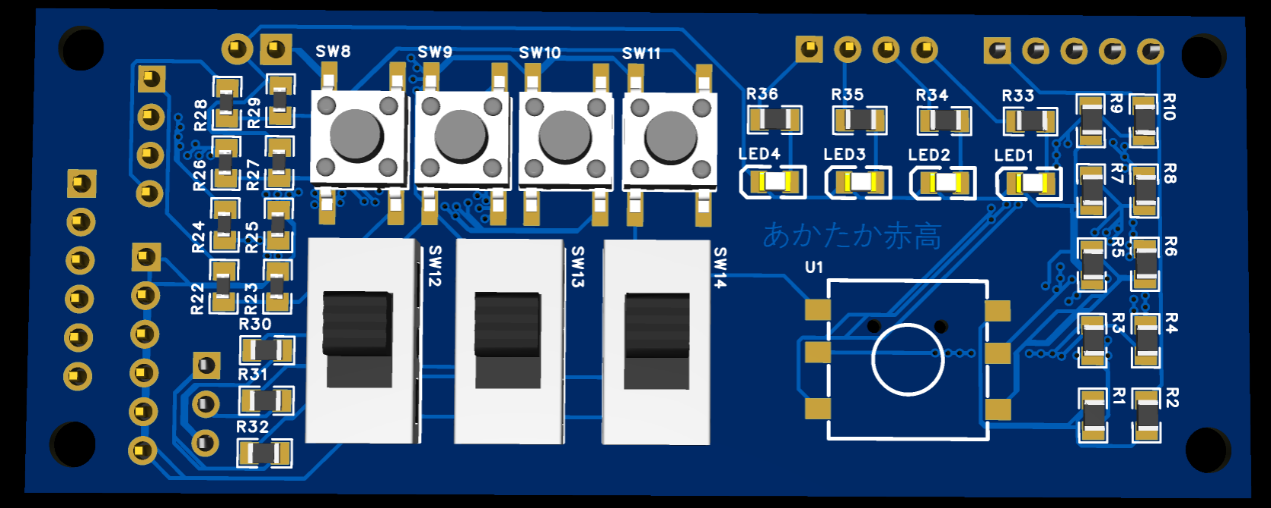 SW8 SW9 SW10 SW11
R28 R29
R36 R35 R34 R33
R9 R10
R26 R27
LED4 LED3 LED2 LED1
R7 R8
R24 R25
あかたか赤高
SW12 SW13 SW14
R5 R6
U1
R22 R23
R30
R3 R4
R31
R1 R2
R32